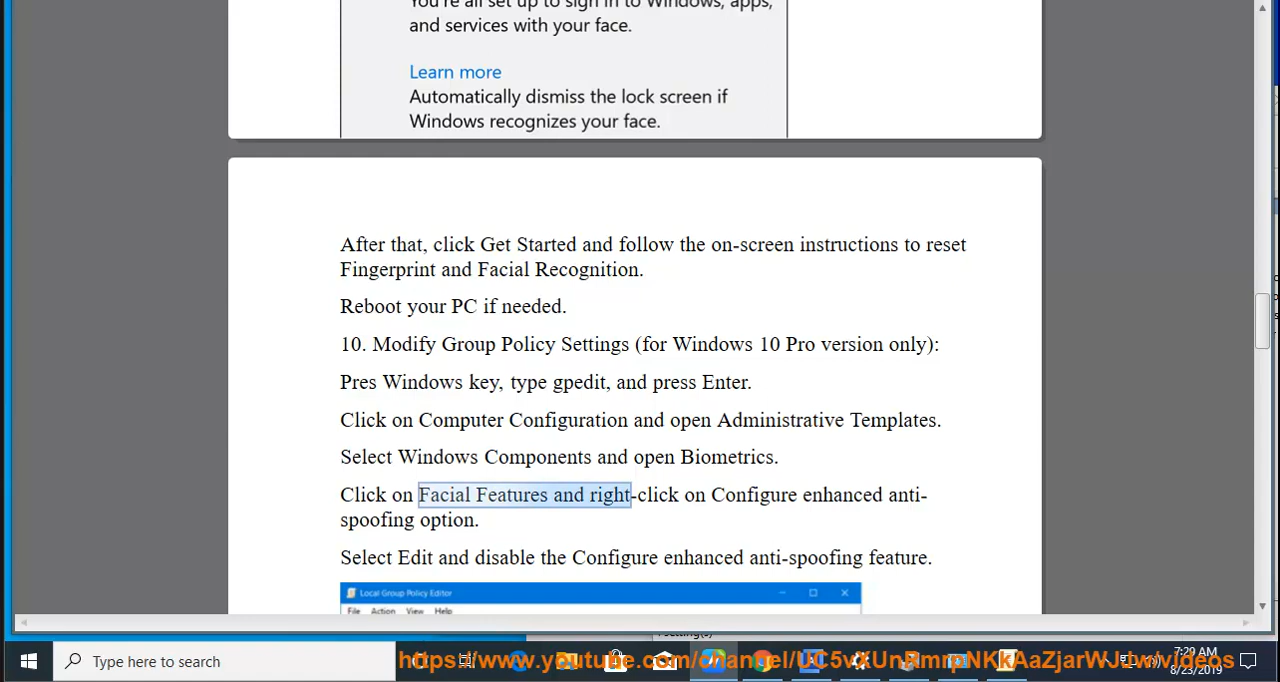 You're all set up to sign in to Windows, apps,
and services with your face.
Learn more
Automatically dismiss the lock screen if
Windows recognizes your face.
After that, click Get Started and follow the on-screen instructions to reset
Fingerprint and Facial Recognition.
Reboot your PC if needed.
10. Modify Group Policy Settings (for Windows 10 Pro version only):
Pres Windows key, type gpedit, and press Enter.
Click on Computer Configuration and open Administrative Templates.
Select Windows Components and open Biometrics.
Click on Facial Features and right-click on Configure enhanced anti-
spoofing option.
Select Edit and disable the Configure enhanced anti-spoofing feature.
Local Group Policy Editor
File Action View Help
Type here to search
7:29 AM
8/23/2019